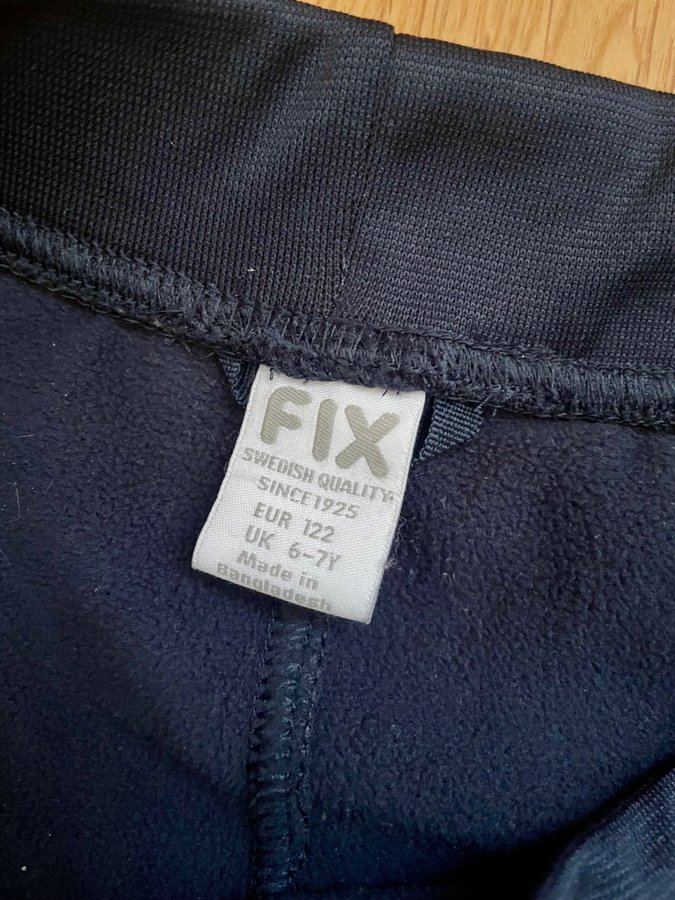 FIX
SWEDISH QUALITY
SINCE 1925
EUR 122
UK 6-7Y
Made in
Bangladesh